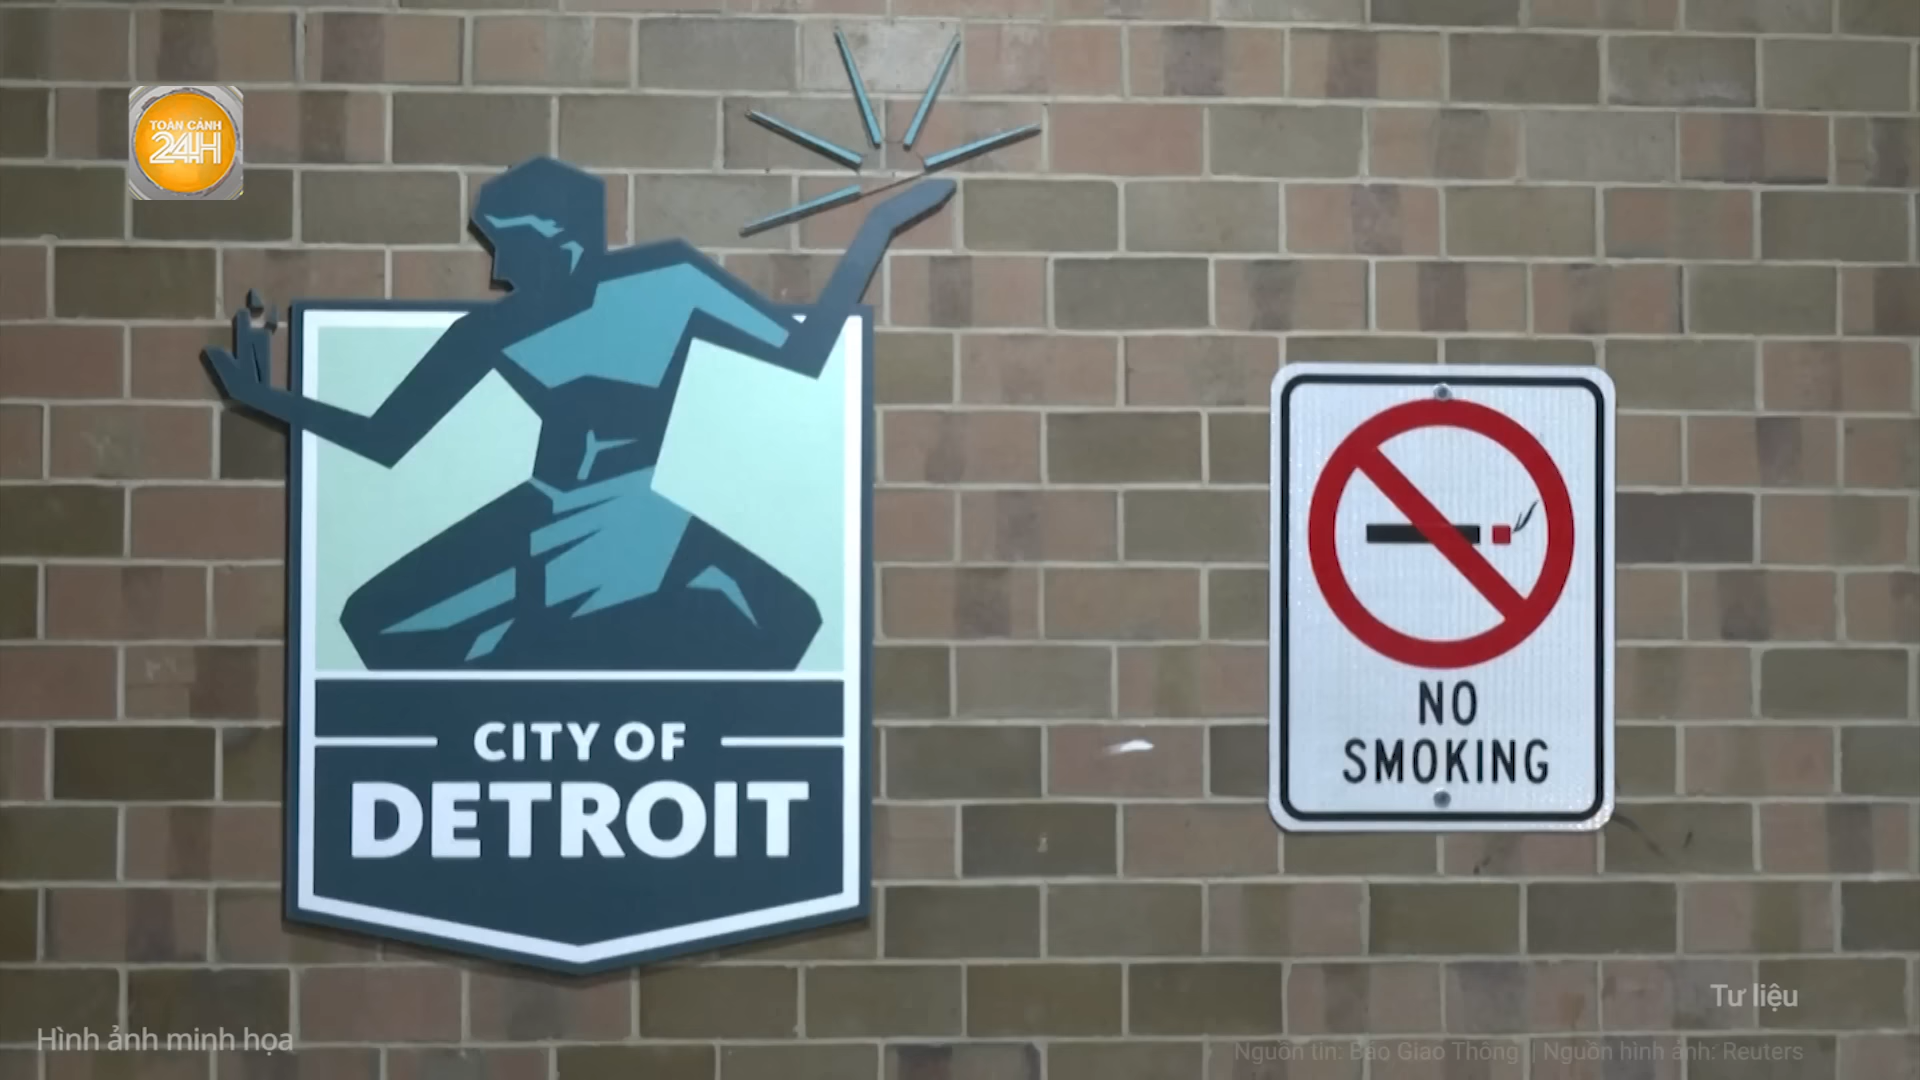 TOÀN CẢNH
24H
CITY OF
DETROIT
NO
SMOKING
Tư liệu
Hình ảnh minh họa
Nguồn tin: Báo Giao Thông | Nguồn hình ảnh: Reuters